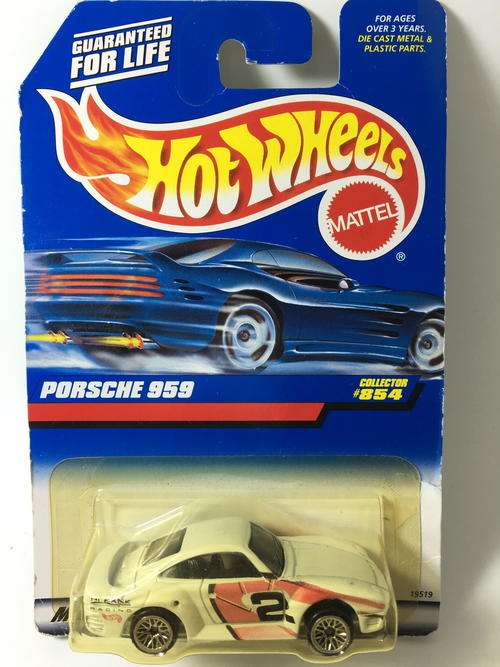 GUARANTEED
FOR LIFE
FOR AGES
OVER 3 YEARS.
DIE CAST METAL &
PLASTIC PARTS.
HOT WHEELS
MATTEL
®
PORSCHE 959
COLLECTOR
#854
2
RACING
19519